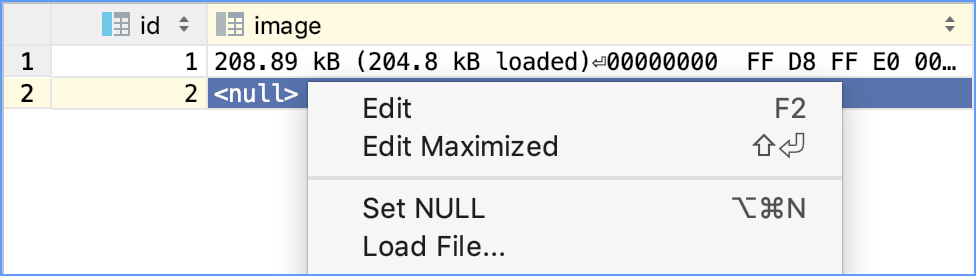 id image
1 1 208.89 kB (204.8 kB loaded)⏎00000000 FF D8 FF E0 00…
2 2 <null>
Edit F2
Edit Maximized ⇧⏎
Set NULL ⌥⌘N
Load File...